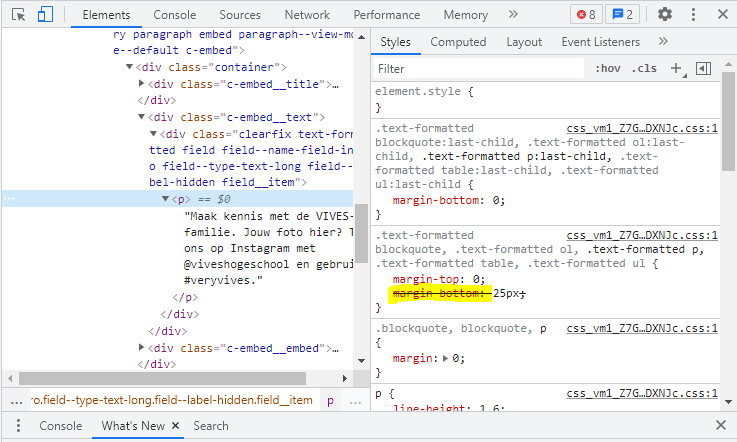 Elements Console Sources Network Performance Memory » 8 2
ry paragraph embed paragraph--view-mo
e--default c-embed">
▼<div class="container">
▶<div class="c-embed__title">…
</div>
▼<div class="c-embed__text">
▼<div class="clearfix text-for
tted field field--name-field-in
o field--type-text-long field--
bel-hidden field__item">
… ▼<p> == $0
"Maak kennis met de VIVES-
familie. Jouw foto hier? T
ons op Instagram met
@viveshogeschool en gebrui
#veryvives."
</p>
</div>
</div>
▶<div class="c-embed__embed">…
</div>
… ro.field--type-text-long.field--label-hidden.field__item p …
Styles Computed Layout Event Listeners »
Filter :hov .cls +
element.style {
}
.text-formatted css_vm1_Z7G…DXNJc.css:1
blockquote:last-child, .text-formatted ol:last-
child, .text-formatted p:last-child, .text-
formatted table:last-child, .text-formatted
ul:last-child {
margin-bottom: 0;
}
.text-formatted css_vm1_Z7G…DXNJc.css:1
blockquote, .text-formatted ol, .text-formatted p,
.text-formatted table, .text-formatted ul {
margin-top: 0;
margin-bottom: 25px;
}
.blockquote, blockquote, p css_vm1_Z7G…DXNJc.css:1
{
margin: ▶ 0;
}
p { css_vm1_Z7G…DXNJc.css:1
line-height: 1.6;
Console What's New × Search